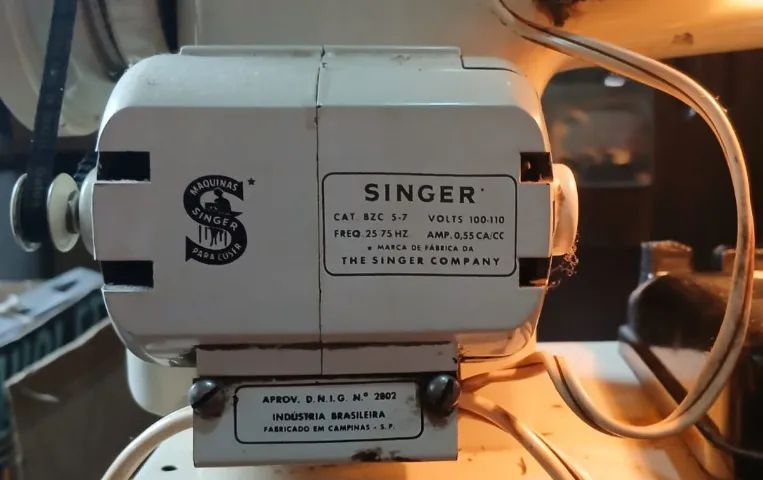 MAQUINAS
SINGER
PARA COSER
SINGER
CAT. BZC 5-7 VOLTS 100-110
FREQ. 25 75 HZ. AMP. 0,55 CA/CC
* MARCA DE FÁBRICA DA
THE SINGER COMPANY
APROV. D.N.I.G. N.º 2802
INDÚSTRIA BRASILEIRA
FABRICADO EM CAMPINAS - S.P.